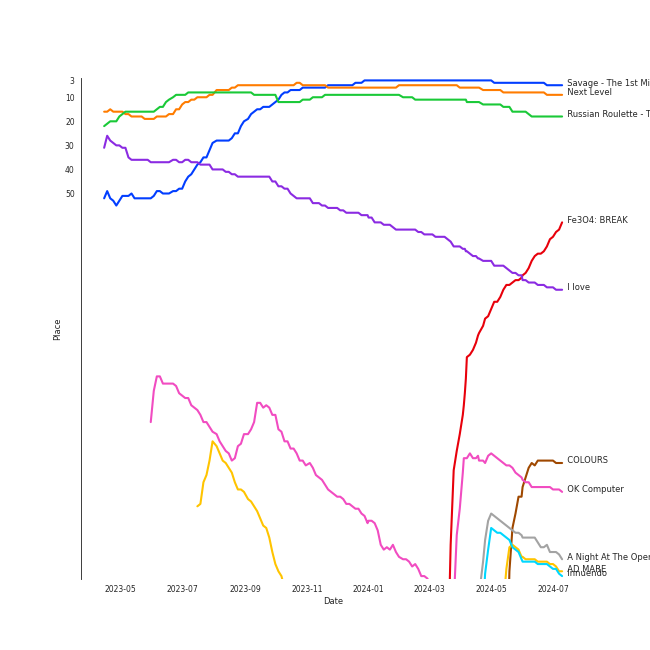 3
10
20
30
40
50
Place
Savage - The 1st Mi
Next Level
Russian Roulette - T
Fe3O4: BREAK
I love
COLOURS
OK Computer
A Night At The Oper
AD MARE
Innuendo
2023-05
2023-07
2023-09
2023-11
2024-01
2024-03
2024-05
2024-07
Date